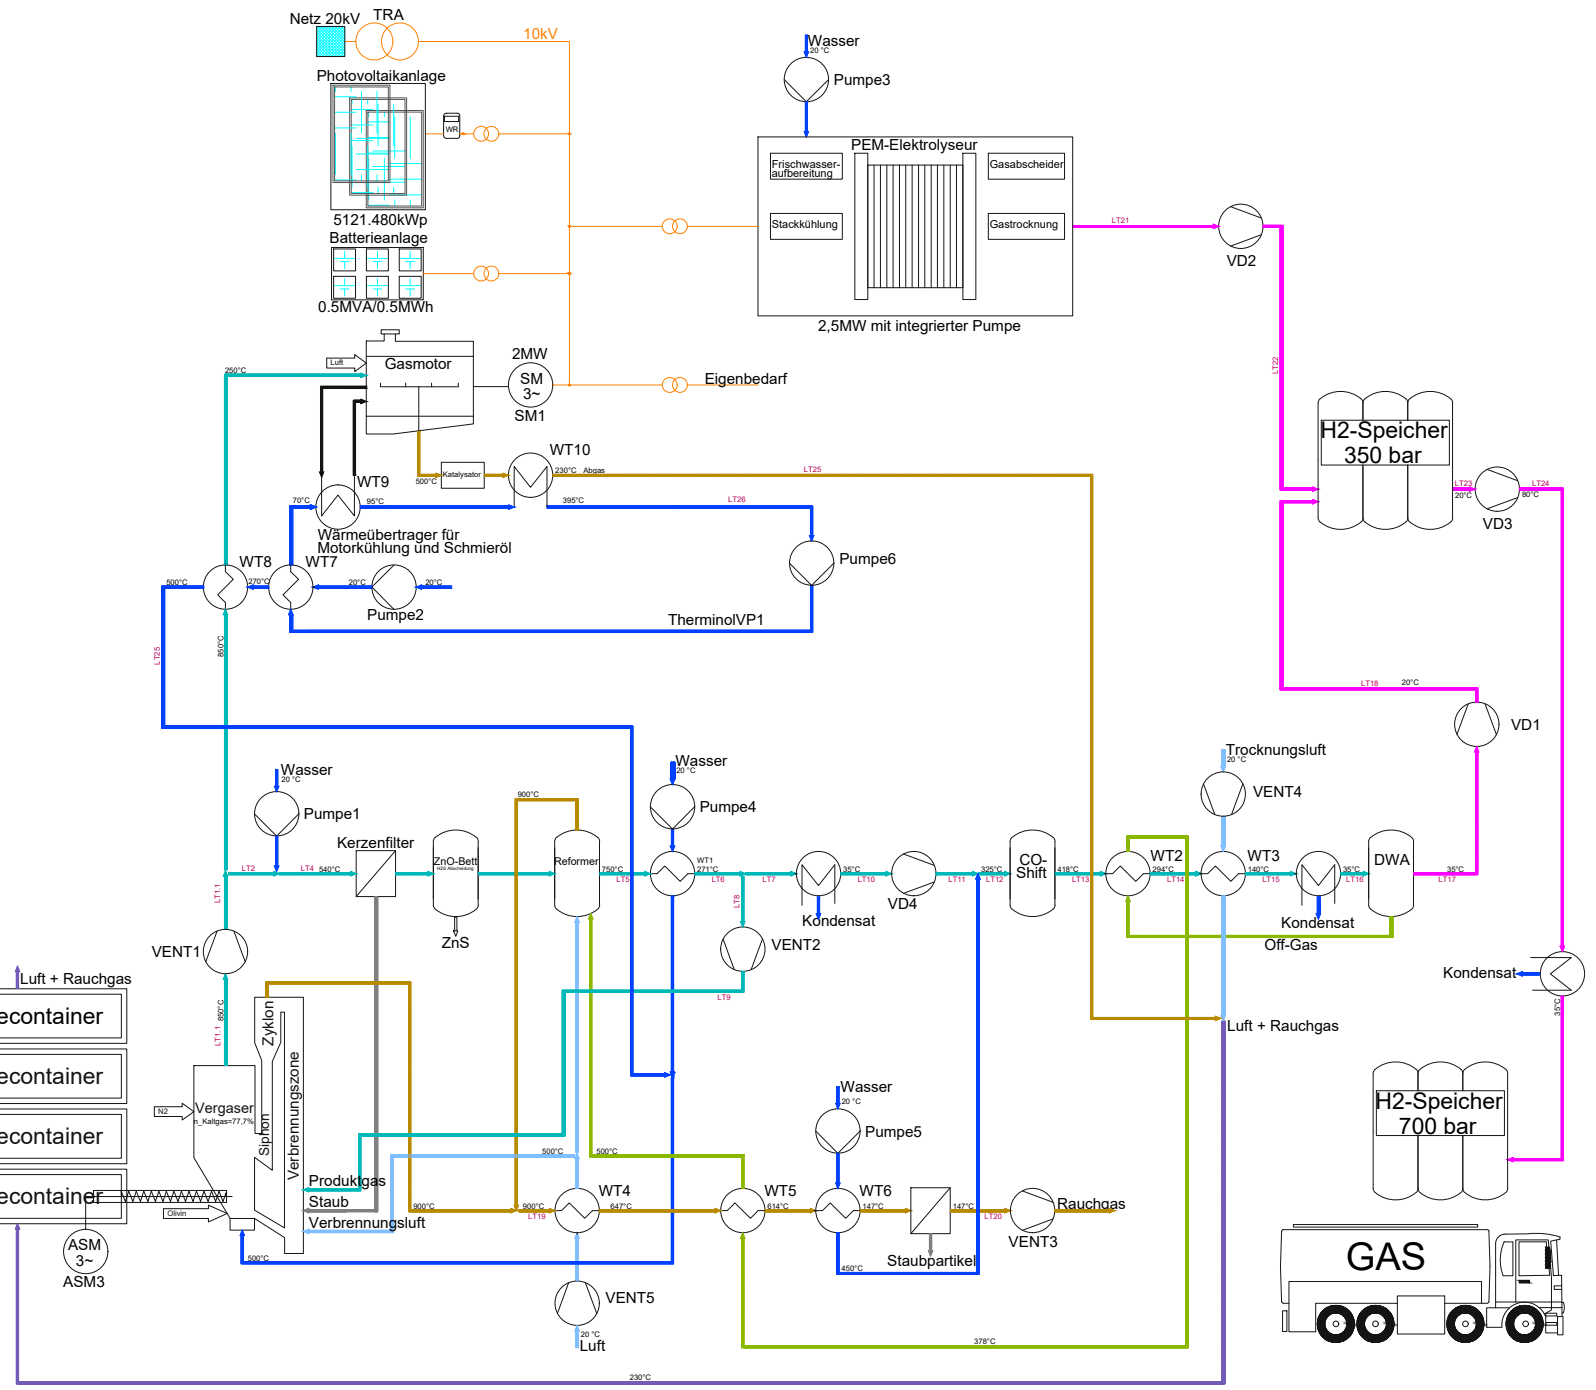 Netz 20kV
TRA
10kV
Photovoltaikanlage
WR
5121.480kWp
Batterieanlage
0.5MVA/0.5MWh
Wasser
20 °C
Pumpe3
PEM-Elektrolyseur
Frischwasser-
aufbereitung
Gasabscheider
Stackkühlung
Gastrocknung
2,5MW mit integrierter Pumpe
LT21
VD2
LT22
Luft
Gasmotor
250°C
2MW
SM
3~
SM1
Eigenbedarf
H2-Speicher
350 bar
LT23
20°C
VD3
LT24
80°C
Katalysator
500°C
WT10
230°C Abgas
LT25
WT9
70°C
95°C
395°C
LT26
Wärmeübertrager für
Motorkühlung und Schmieröl
WT8
WT7
500°C
270°C
20°C
20°C
Pumpe2
Pumpe6
TherminolVP1
850°C
LT25
LT18
20°C
VD1
Wasser
20 °C
Pumpe1
900°C
Wasser
20 °C
Pumpe4
Trocknungsluft
20 °C
VENT4
Kerzenfilter
ZnO-Bett
H2S Abscheidung
Reformer
LT2
LT4
540°C
750°C
LT5
WT1
271°C
LT6
LT7
35°C
LT10
VD4
LT11
325°C
LT12
CO-
Shift
418°C
LT13
WT2
294°C
LT14
WT3
140°C
LT15
35°C
LT16
DWA
35°C
LT17
LT1.1
LT8
Kondensat
Kondensat
Off-Gas
ZnS
VENT1
VENT2
LT9
Kondensat
35°C
Luft + Rauchgas
850°C
LT1.1
Zyklon
Siphon
Verbrennungszone
Luft + Rauchgas
econtainer
econtainer
econtainer
econtainer
N2
Vergaser
n_Kaltgas=77,7%
Olivin
Produktgas
Staub
Verbrennungsluft
ASM
3~
ASM3
500°C
900°C
500°C
500°C
900°C
LT19
WT4
647°C
WT5
614°C
Wasser
20 °C
Pumpe5
WT6
147°C
147°C
LT20
Rauchgas
VENT3
Staubpartikel
450°C
VENT5
20 °C
Luft
378°C
230°C
H2-Speicher
700 bar
GAS